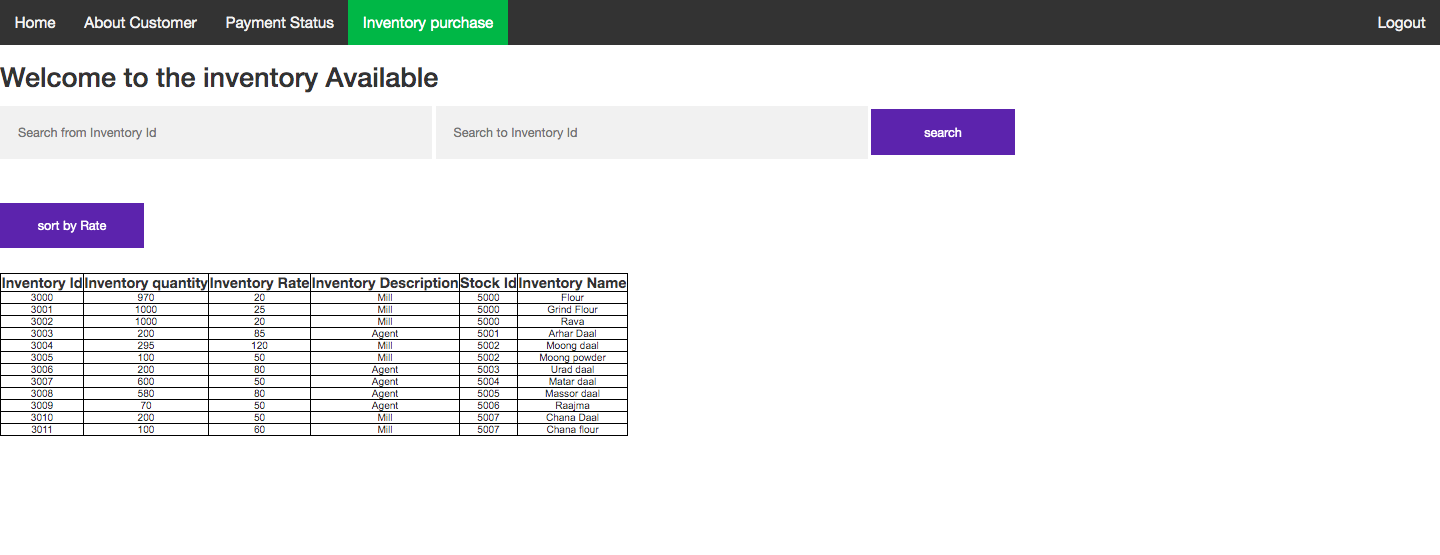 Home About Customer Payment Status Inventory purchase Logout
Welcome to the inventory Available
Search from Inventory Id Search to Inventory Id search
sort by Rate
Inventory Id Inventory quantity Inventory Rate Inventory Description Stock Id Inventory Name
3000 970 20 Mill 5000 Flour
3001 1000 25 Mill 5000 Grind Flour
3002 1000 20 Mill 5000 Rava
3003 200 85 Agent 5001 Arhar Daal
3004 295 120 Mill 5002 Moong daal
3005 100 50 Mill 5002 Moong powder
3006 200 80 Agent 5003 Urad daal
3007 600 50 Agent 5004 Matar daal
3008 580 80 Agent 5005 Massor daal
3009 70 50 Agent 5006 Raajma
3010 200 50 Mill 5007 Chana Daal
3011 100 60 Mill 5007 Chana flour